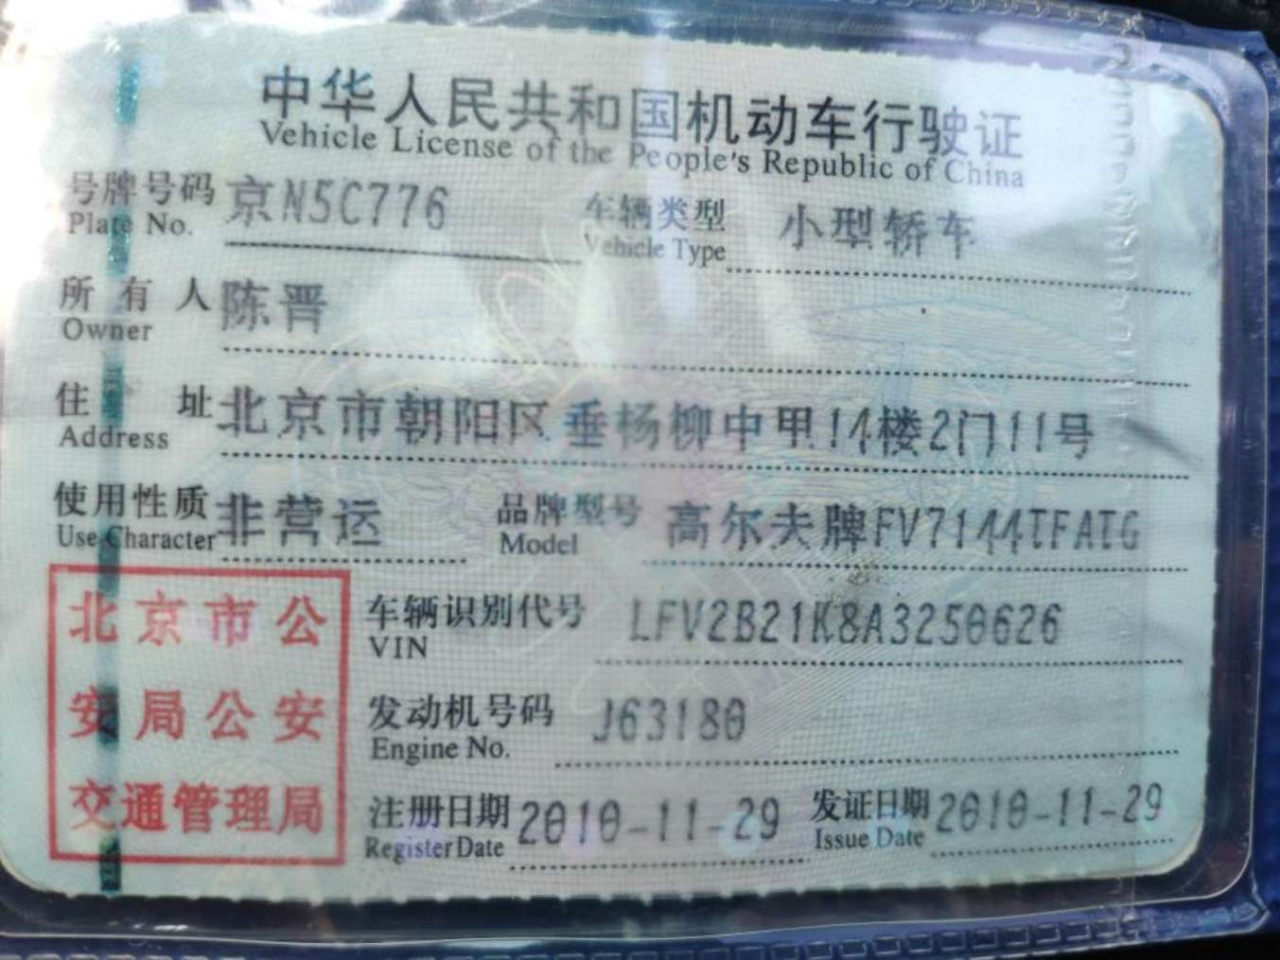 中华人民共和国机动车行驶证
Vehicle License of the People's Republic of China
号牌号码 京N5C776 车辆类型 小型轿车
Plate No. Vehicle Type
所有人 陈晋
Owner
住址 北京市朝阳区垂杨柳中甲14楼2门11号
Address
使用性质 非营运 品牌型号 高尔夫牌FV7144TFATG
Use Character Model
北京市公
安局公安
交通管理局
车辆识别代号 LFV2B21K8A3250626
VIN
发动机号码 J63180
Engine No.
注册日期 2010-11-29 发证日期 2010-11-29
Register Date Issue Date